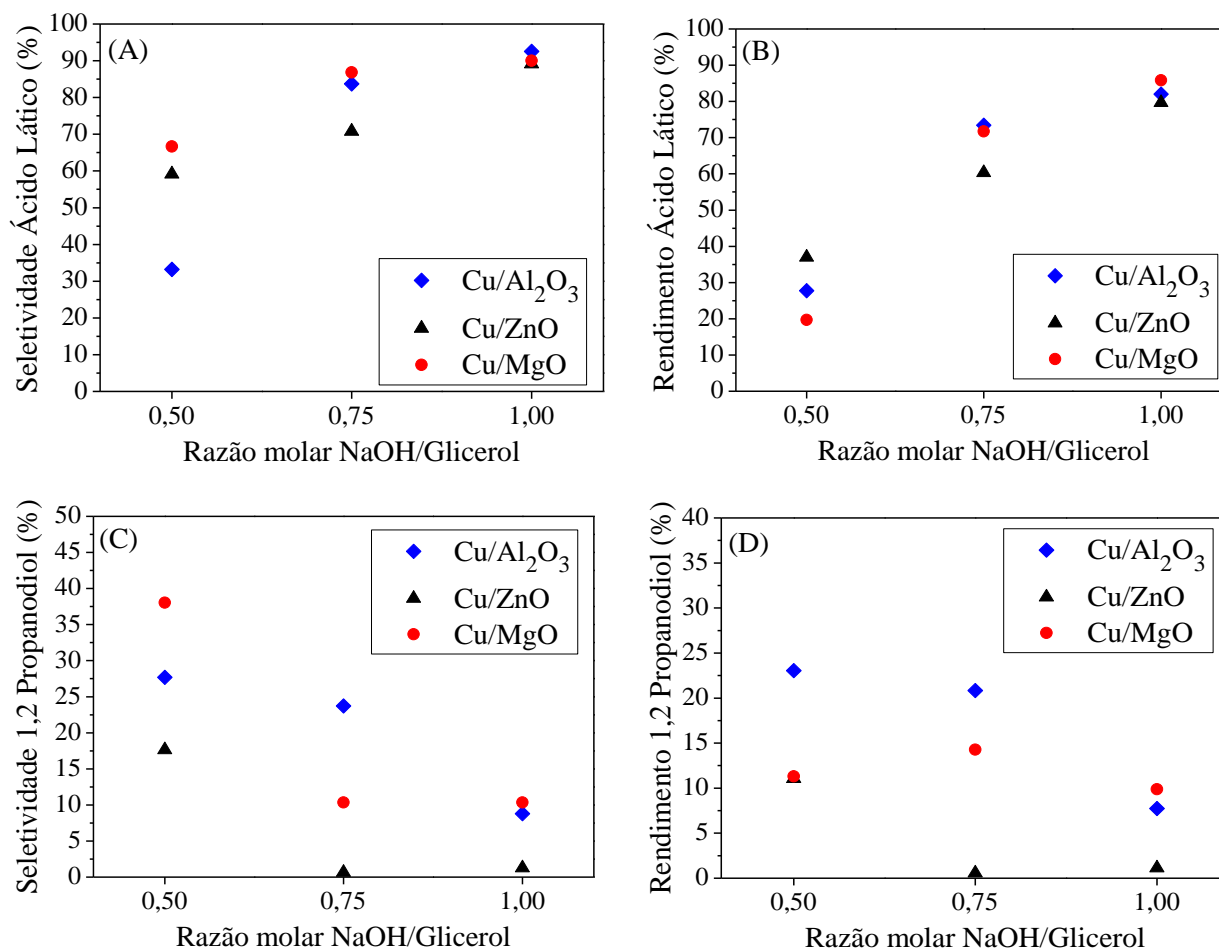 (A)
Seletividade Ácido Lático (%)
100
90
80
70
60
50
40
30
20
10
0
Cu/Al₂O₃
Cu/ZnO
Cu/MgO
0,50 0,75 1,00
Razão molar NaOH/Glicerol
(B)
Rendimento Ácido Lático (%)
100
90
80
70
60
50
40
30
20
10
0
Cu/Al₂O₃
Cu/ZnO
Cu/MgO
0,50 0,75 1,00
Razão molar NaOH/Glicerol
(C)
Seletividade 1,2 Propanodiol (%)
50
45
40
35
30
25
20
15
10
5
0
Cu/Al₂O₃
Cu/ZnO
Cu/MgO
0,50 0,75 1,00
Razão molar NaOH/Glicerol
(D)
Rendimento 1,2 Propanodiol (%)
40
35
30
25
20
15
10
5
0
Cu/Al₂O₃
Cu/ZnO
Cu/MgO
0,50 0,75 1,00
Razão molar NaOH/Glicerol